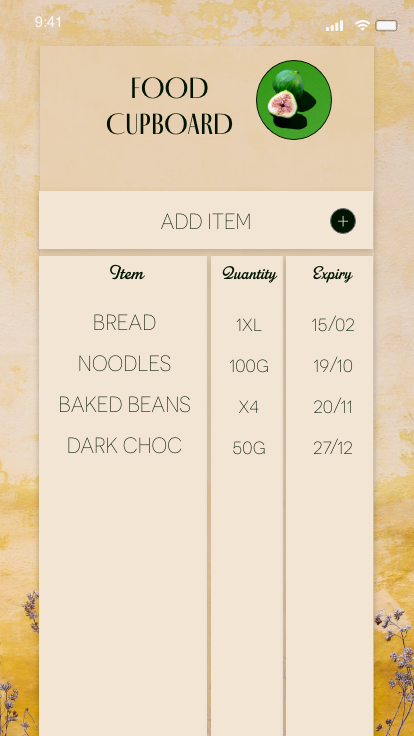 9:41
FOOD
CUPBOARD
ADD ITEM
Item Quantity Expiry
BREAD 1XL 15/02
NOODLES 100G 19/10
BAKED BEANS X4 20/11
DARK CHOC 50G 27/12